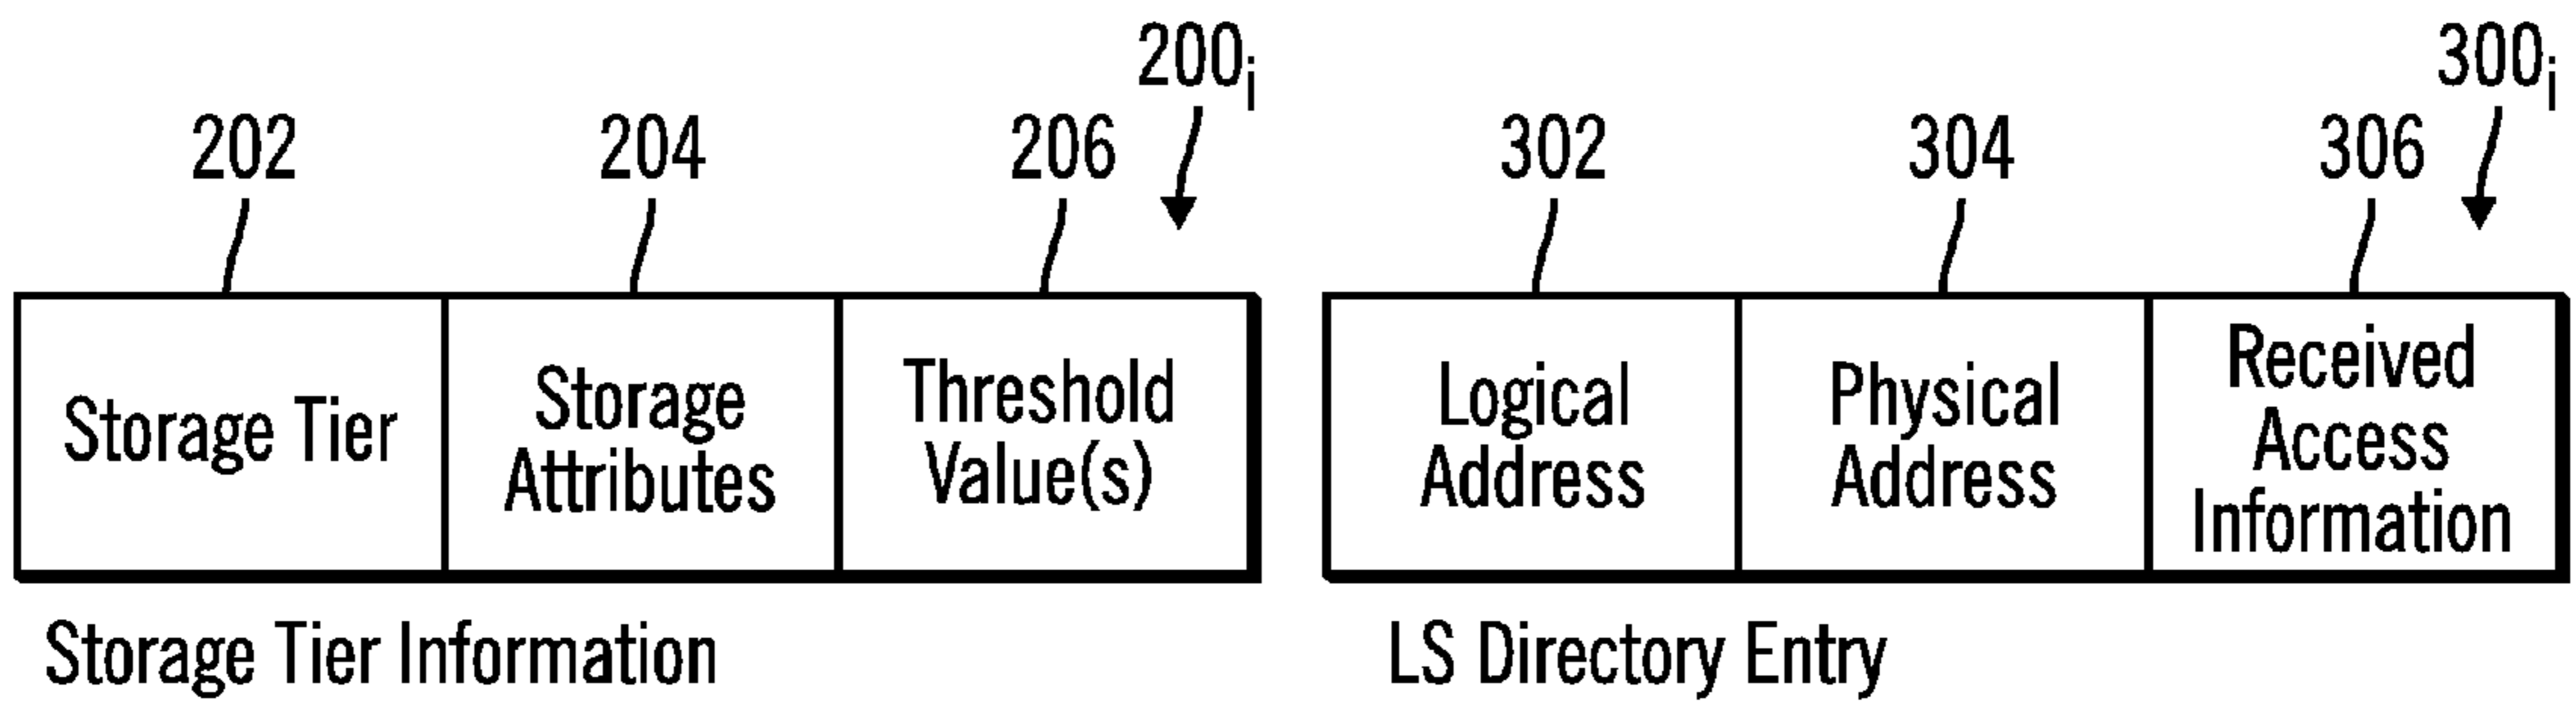 200i
202 204 206
Storage Tier
Storage
Attributes
Threshold
Value(s)
Storage Tier Information
300i
302 304 306
Logical
Address
Physical
Address
Received
Access
Information
LS Directory Entry